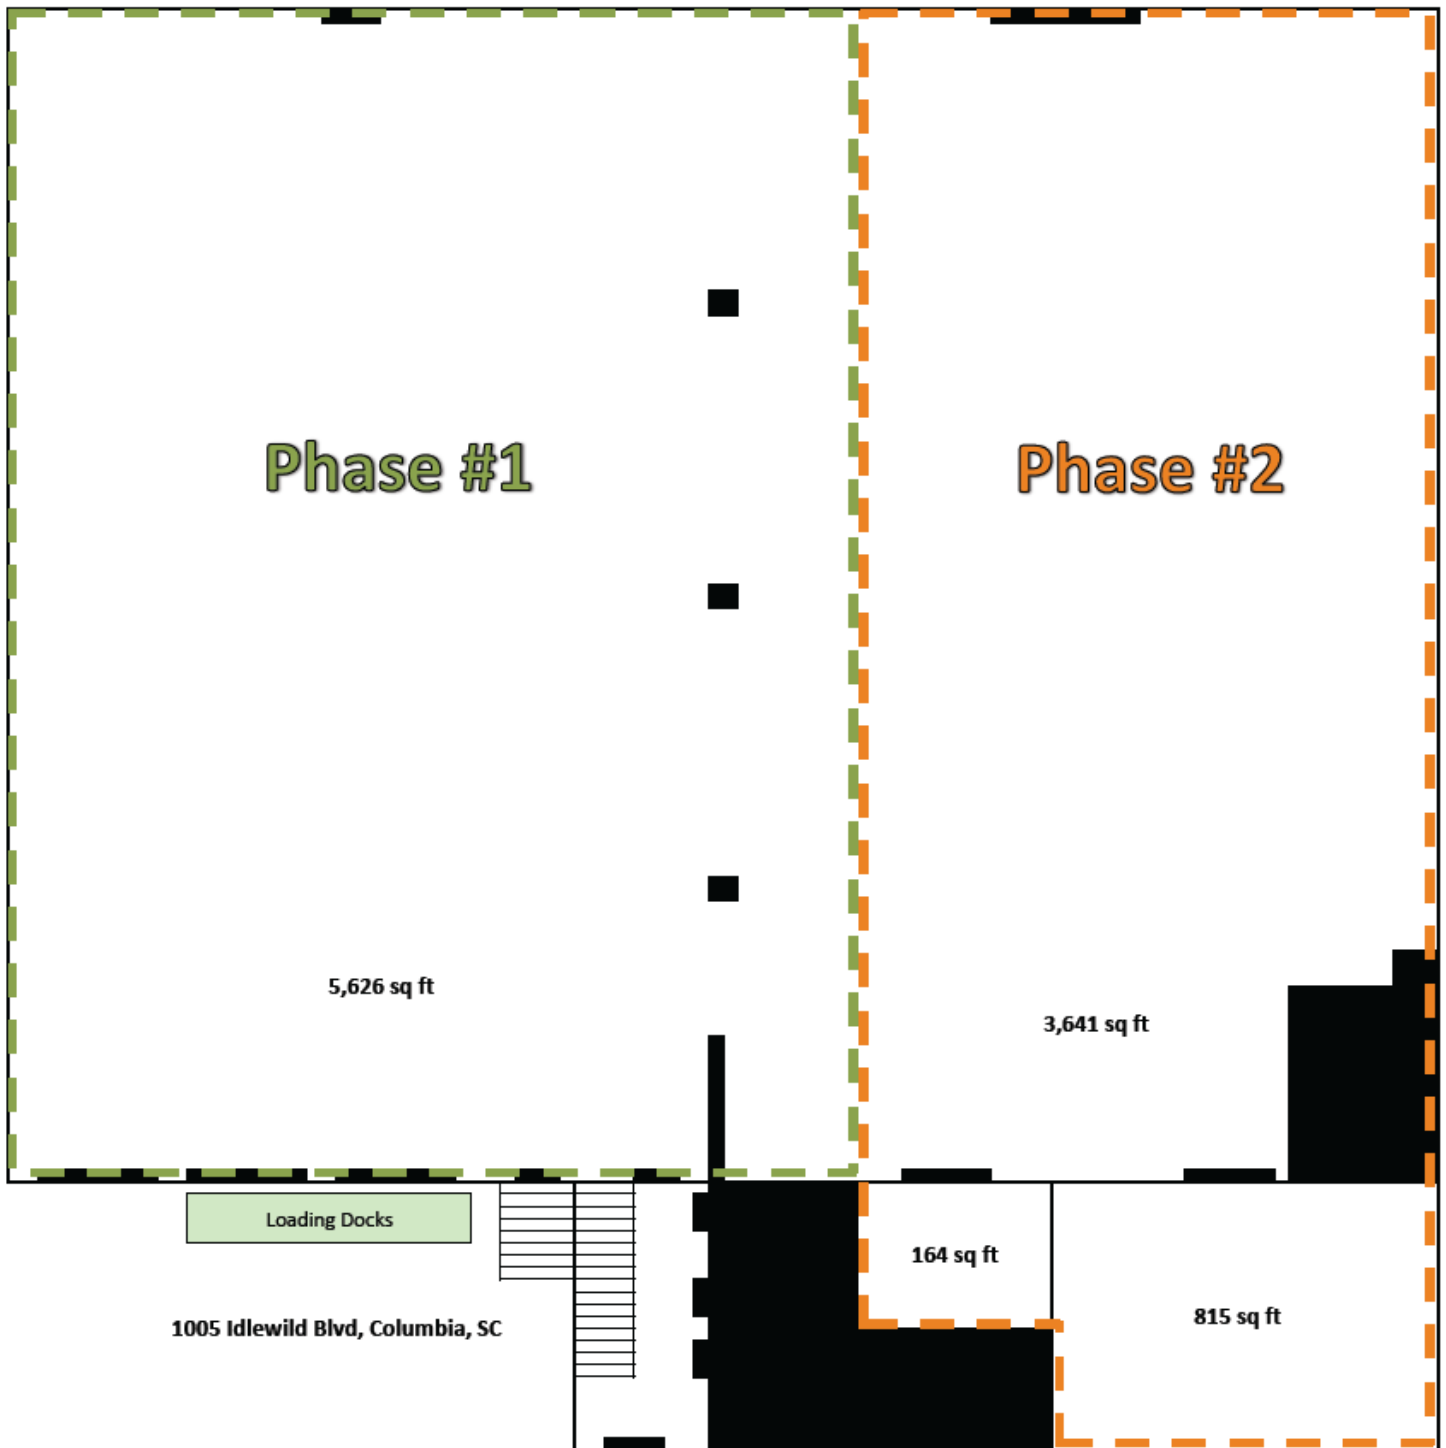 Phase #1
Phase #2
5,626 sq ft
3,641 sq ft
Loading Docks
164 sq ft
815 sq ft
1005 Idlewild Blvd, Columbia, SC